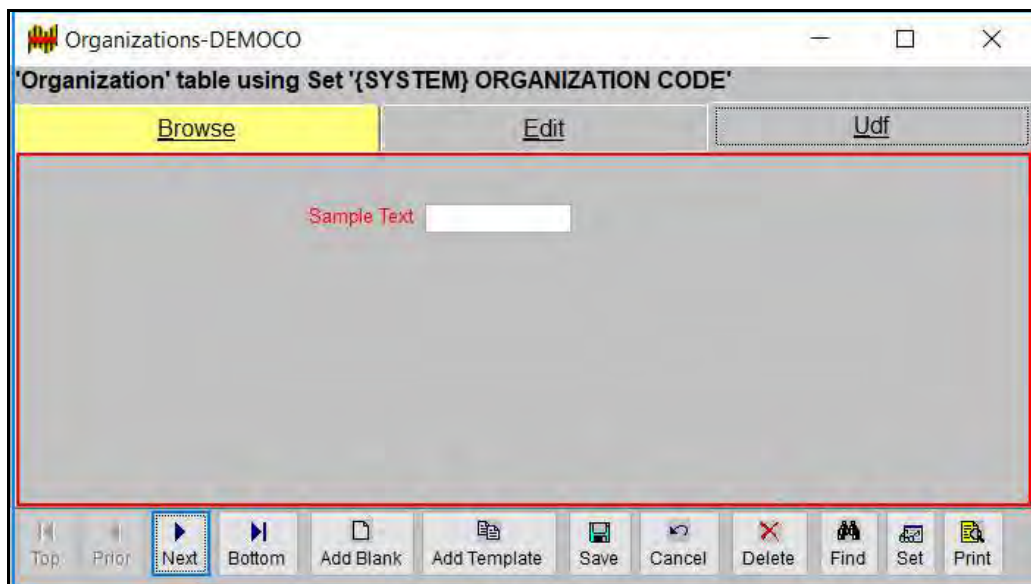 Organizations-DEMOCO
'Organization' table using Set '{SYSTEM} ORGANIZATION CODE'
Browse Edit Udf
Sample Text
Top Prior Next Bottom Add Blank Add Template Save Cancel Delete Find Set Print